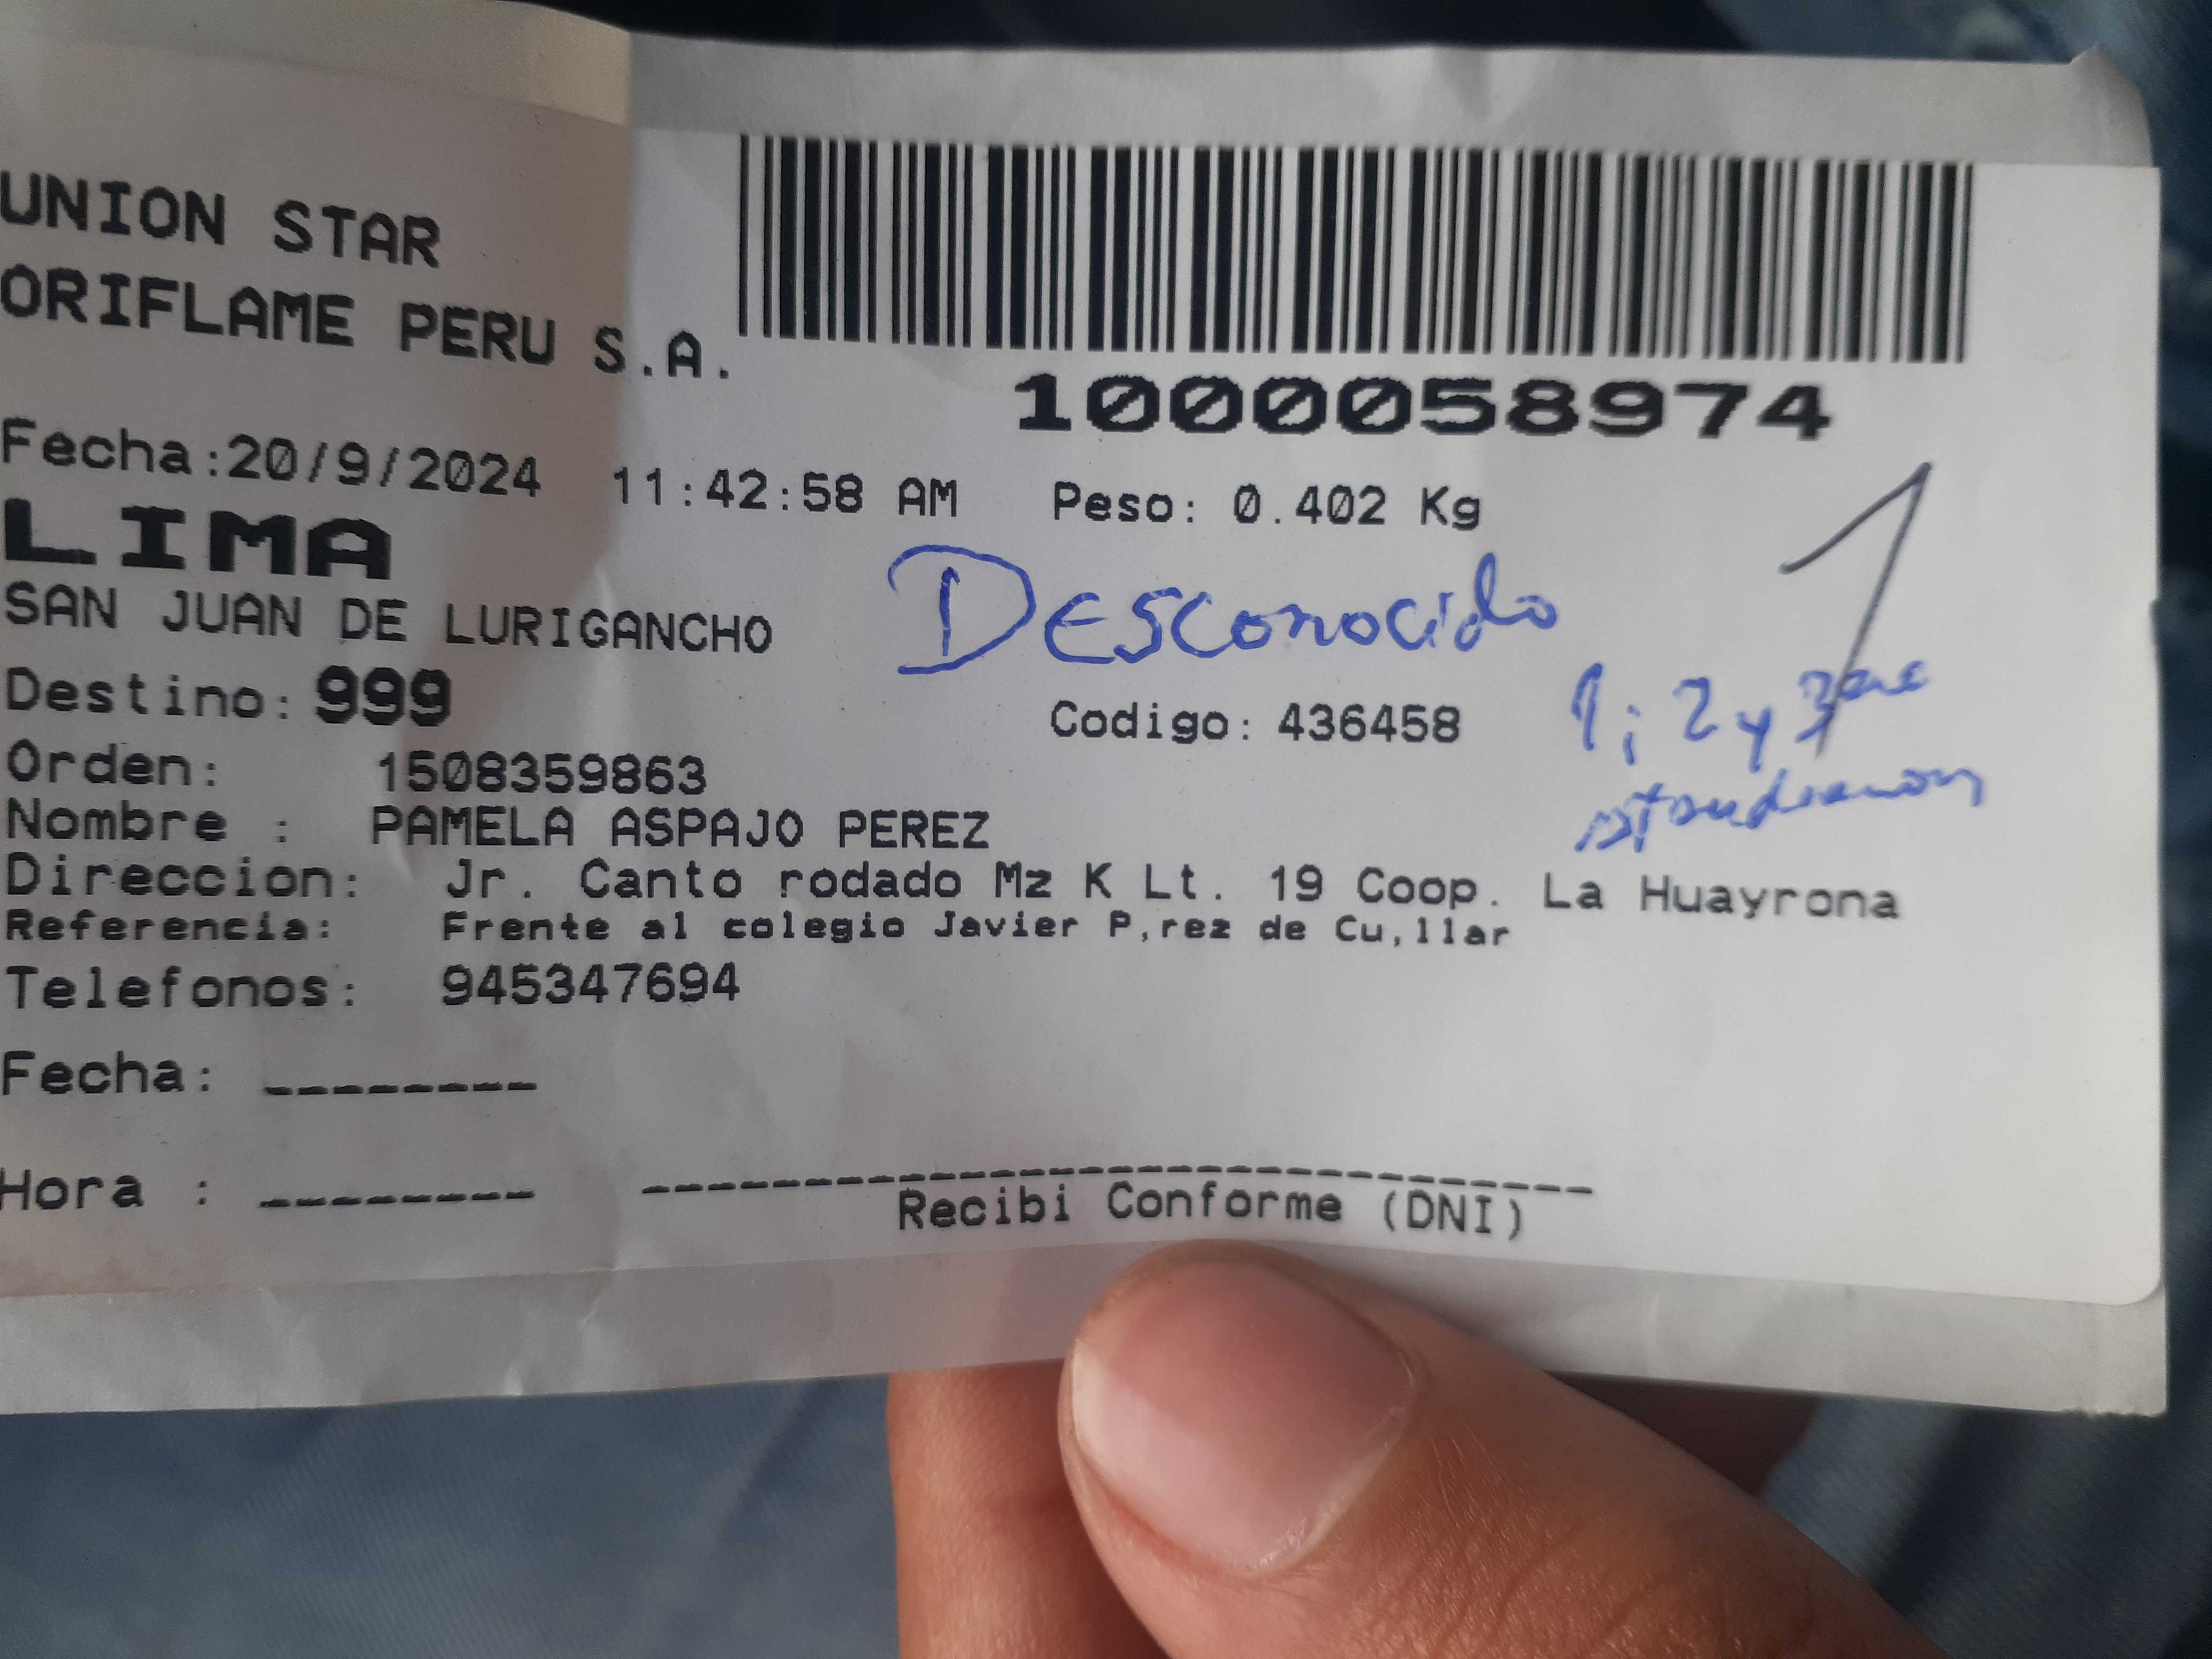 UNION STAR
ORIFLAME PERU S.A.
1000058974
Fecha:20/9/2024 11:42:58 AM Peso: 0.402 Kg
LIMA
SAN JUAN DE LURIGANCHO
Desconocido
1
Destino: 999
Codigo: 436458
1; 2 y 3
Orden: 1508359863
Nombre : PAMELA ASPAJO PEREZ
Direccion: Jr. Canto rodado Mz K Lt. 19 Coop. La Huayrona
Referencia: Frente al colegio Javier P,rez de Cu,llar
Telefonos: 945347694
Fecha: ________
Hora : ________
Recibi Conforme (DNI)